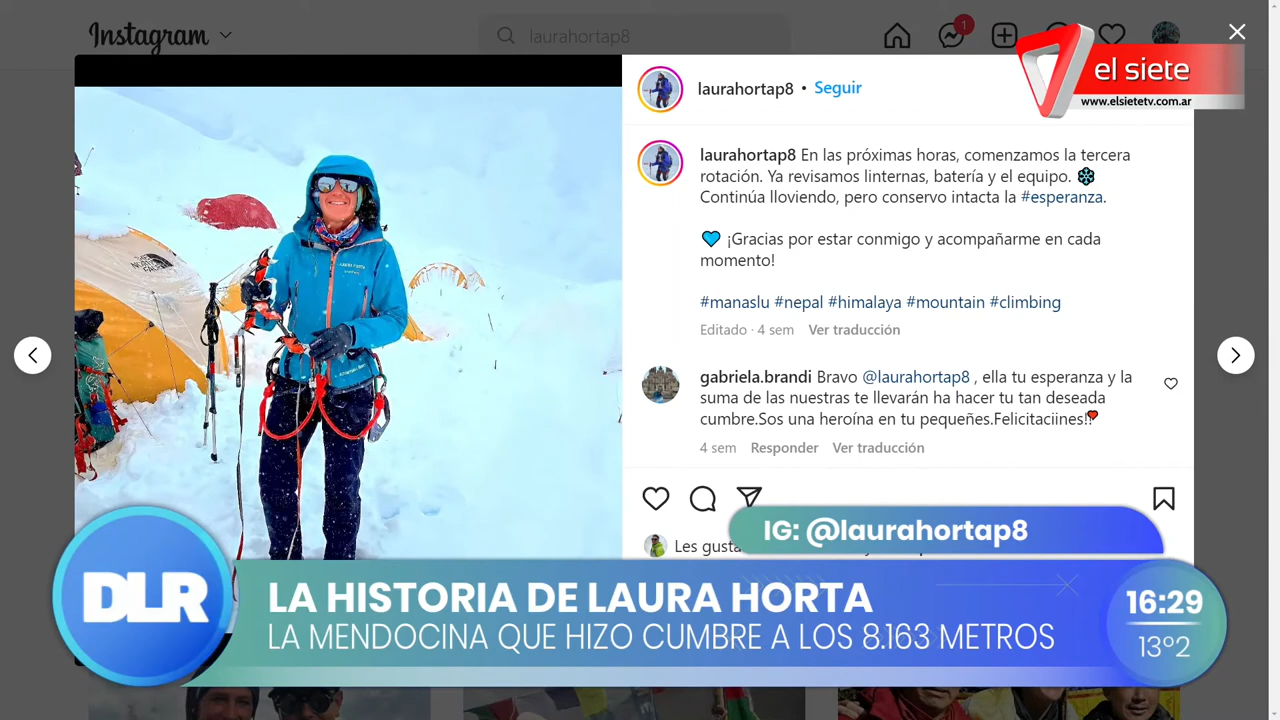 Instagram
laurahortap8
1
el siete
www.elsietetv.com.ar
laurahortap8 • Seguir
laurahortap8 En las próximas horas, comenzamos la tercera
rotación. Ya revisamos linternas, batería y el equipo.
Continúa lloviendo, pero conservo intacta la #esperanza.
¡Gracias por estar conmigo y acompañarme en cada
momento!
#manaslu #nepal #himalaya #mountain #climbing
Editado · 4 sem Ver traducción
gabriela.brandi Bravo @laurahortap8 , ella tu esperanza y la
suma de las nuestras te llevarán ha hacer tu tan deseada
cumbre.Sos una heroína en tu pequeñes.Felicitaciines!!
4 sem Responder Ver traducción
Les gusta
IG: @laurahortap8
DLR
LA HISTORIA DE LAURA HORTA
LA MENDOCINA QUE HIZO CUMBRE A LOS 8.163 METROS
16:29
13º2